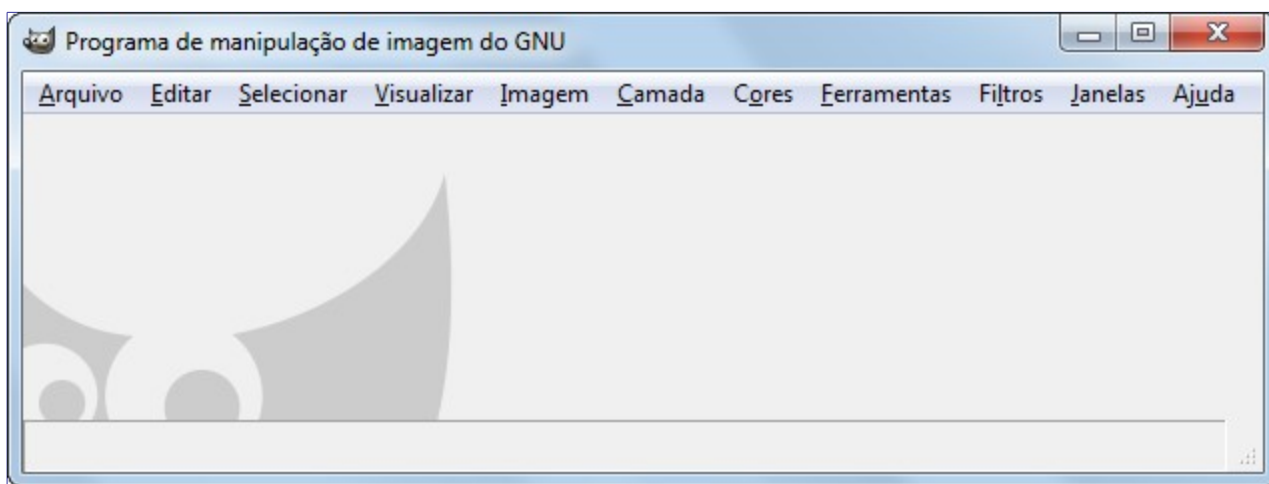 Programa de manipulação de imagem do GNU
Arquivo Editar Selecionar Visualizar Imagem Camada Cores Ferramentas Filtros Janelas Ajuda